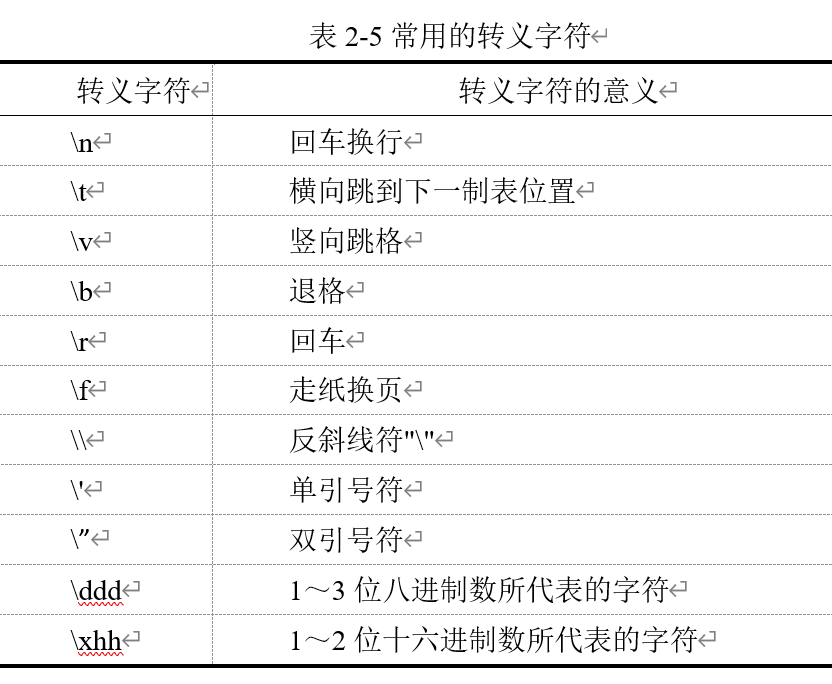 表 2-5 常用的转义字符↵
转义字符↵ 转义字符的意义↵
\n↵ 回车换行↵
\t↵ 横向跳到下一制表位置↵
\v↵ 竖向跳格↵
\b↵ 退格↵
\r↵ 回车↵
\f↵ 走纸换页↵
\\↵ 反斜线符"\"↵
\'↵ 单引号符↵
\”↵ 双引号符↵
\ddd↵ 1～3 位八进制数所代表的字符↵
\xhh↵ 1～2 位十六进制数所代表的字符↵